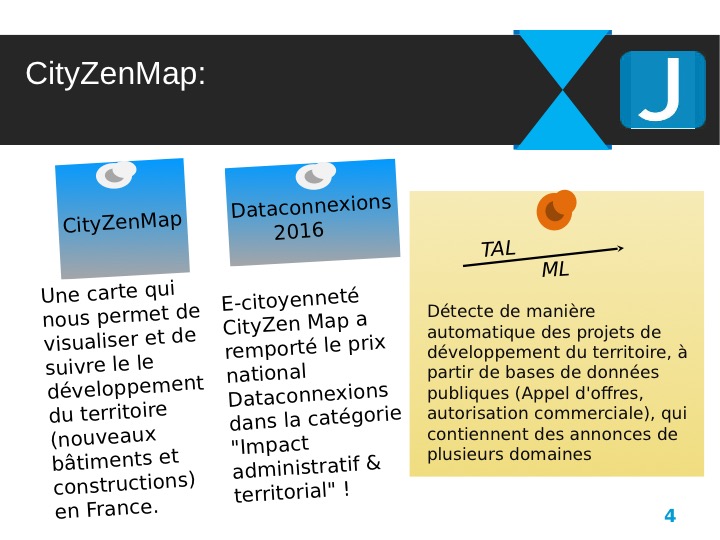 CityZenMap:
J
CityZenMap
Une carte qui
nous permet de
visualiser et de
suivre le le
développement
du territoire
(nouveaux
bâtiments et
constructions)
en France.
Dataconnexions
2016
E-citoyenneté
CityZen Map a
remporté le prix
national
Dataconnexions
dans la catégorie
"Impact
administratif &
territorial" !
TAL
ML
Détecte de manière
automatique des projets de
développement du territoire, à
partir de bases de données
publiques (Appel d'offres,
autorisation commerciale), qui
contiennent des annonces de
plusieurs domaines
4